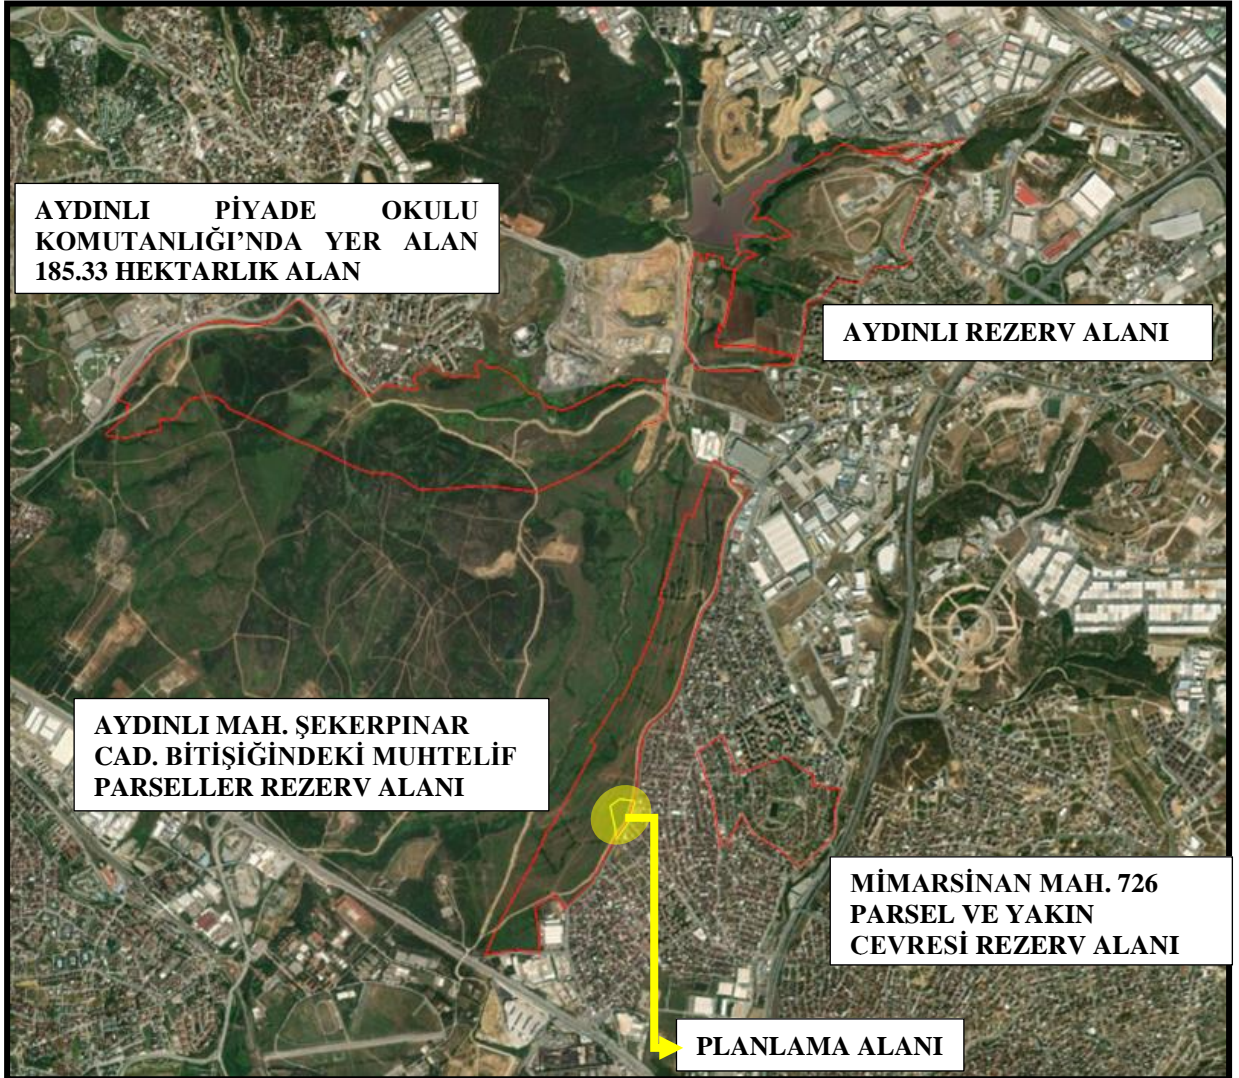 AYDINLI PİYADE OKULU
KOMUTANLIĞI’NDA YER ALAN
185.33 HEKTARLIK ALAN
AYDINLI REZERV ALANI
AYDINLI MAH. ŞEKERPINAR
CAD. BİTİŞİĞİNDEKİ MUHTELİF
PARSELLER REZERV ALANI
MİMARSİNAN MAH. 726
PARSEL VE YAKIN
CEVRESİ REZERV ALANI
PLANLAMA ALANI